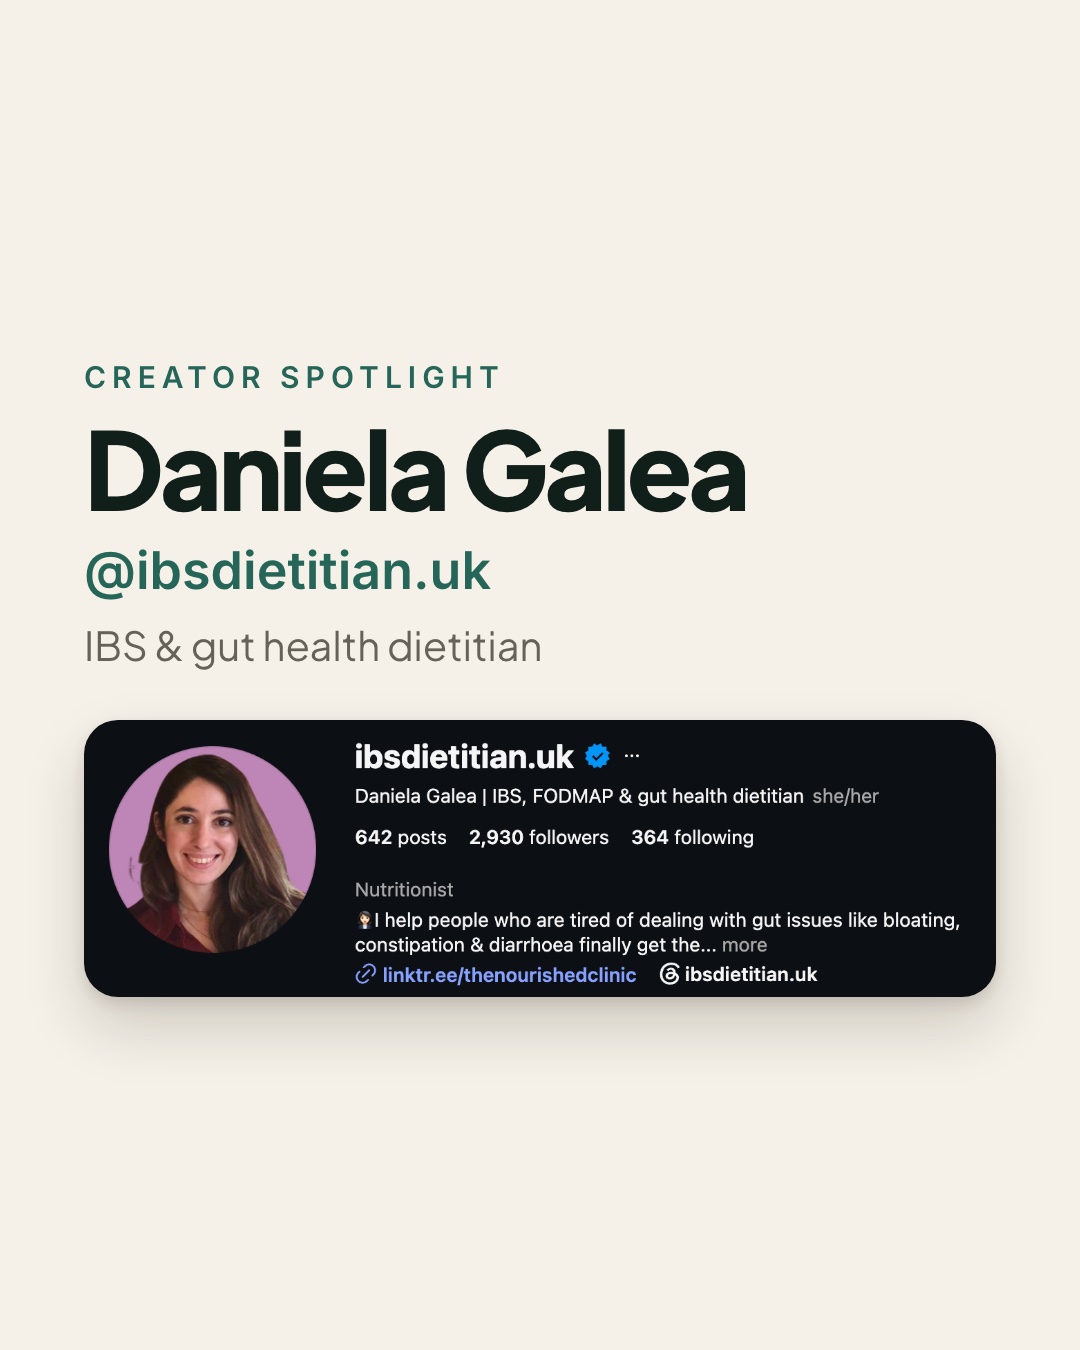 CREATOR SPOTLIGHT
Daniela Galea
@ibsdietitian.uk
IBS & gut health dietitian
ibsdietitian.uk ...
Daniela Galea | IBS, FODMAP & gut health dietitian she/her
642 posts 2,930 followers 364 following
Nutritionist
👩🏻‍⚕️I help people who are tired of dealing with gut issues like bloating,
constipation & diarrhoea finally get the... more
linktr.ee/thenourishedclinic ibsdietitian.uk